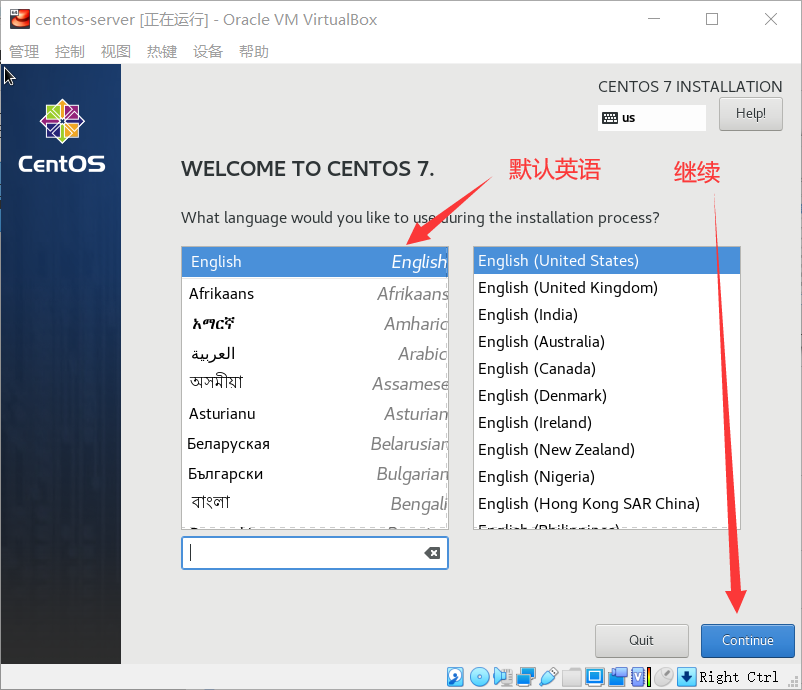 centos-server [正在运行] - Oracle VM VirtualBox
管理 控制 视图 热键 设备 帮助
CENTOS 7 INSTALLATION
us
Help!
CentOS
WELCOME TO CENTOS 7.
默认英语
继续
What language would you like to use during the installation process?
English English
Afrikaans Afrikaans
አማርኛ Amharic
العربية Arabic
অসমীয়া Assamese
Asturianu Asturian
Беларуская Belarusian
Български Bulgarian
বাংলা Bengali
English (United States)
English (United Kingdom)
English (India)
English (Australia)
English (Canada)
English (Denmark)
English (Ireland)
English (New Zealand)
English (Nigeria)
English (Hong Kong SAR China)
English (Philippines)
Quit
Continue
Right Ctrl